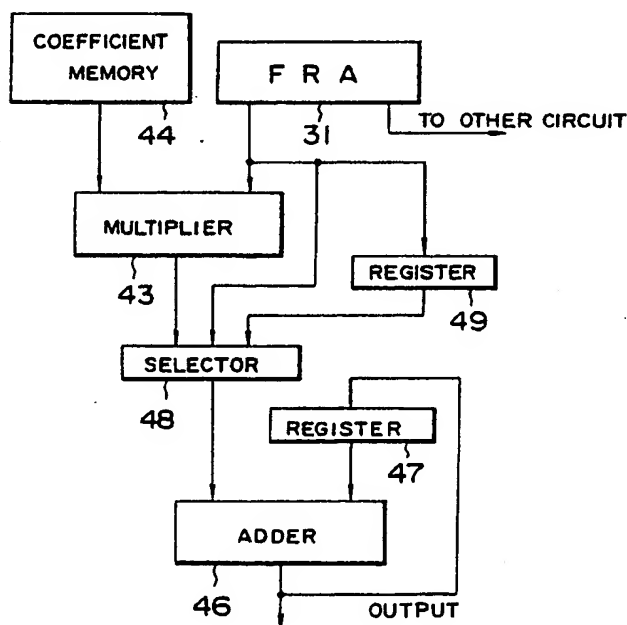 COEFFICIENT
MEMORY
44
F R A
31
TO OTHER CIRCUIT
MULTIPLIER
43
REGISTER
49
SELECTOR
48
REGISTER
47
ADDER
46
OUTPUT